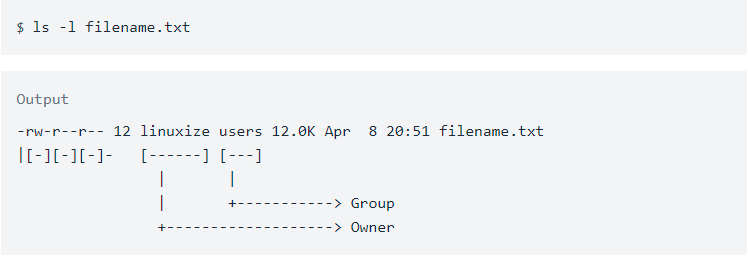 $ ls -l filename.txt
Output
-rw-r--r-- 12 linuxize users 12.0K Apr  8 20:51 filename.txt
|[-][-][-]-   [------] [---]
                |       |
                |       +-----------> Group
                +-------------------> Owner